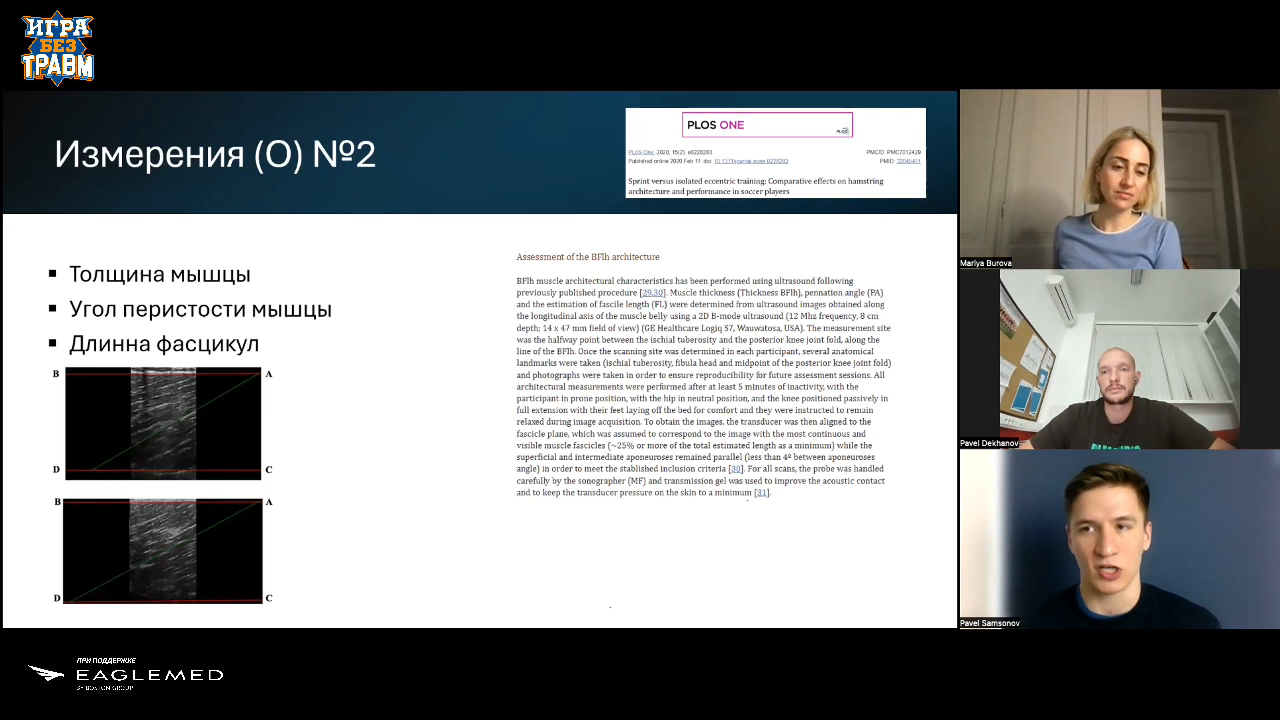 ИГРА
БЕЗ
ТРАВМ
Измерения (О) №2
PLOS ONE
PLoS One. 2020; 15(2): e0228283
PMCID: PMC7012429
Published online 2020 Feb 11. doi: 10.1371/journal.pone.0228283
PMID: 32045411
Sprint versus isolated eccentric training: Comparative effects on hamstring
architecture and performance in soccer players
▪ Толщина мышцы
▪ Угол перистости мышцы
▪ Длинна фасцикул
B A
D C
B A
D C
Assessment of the BFlh architecture
BFlh muscle architectural characteristics has been performed using ultrasound following
previously published procedure [29,30]. Muscle thickness (Thickness BFlh), pennation angle (PA)
and the estimation of fascile length (FL) were determined from ultrasound images obtained along
the longitudinal axis of the muscle belly using a 2D B-mode ultrasound (12 Mhz frequency, 8 cm
depth; 14 x 47 mm field of view) (GE Healthcare Logiq S7, Wauwatosa, USA). The measurement site
was the halfway point between the ischial tuberosity and the posterior knee joint fold, along the
line of the BFlh. Once the scanning site was determined in each participant, several anatomical
landmarks were taken (ischial tuberosity, fibula head and midpoint of the posterior knee joint fold)
and photographs were taken in order to ensure reproducibility for future assessment sessions. All
architectural measurements were performed after at least 5 minutes of inactivity, with the
participant in prone position, with the hip in neutral position, and the knee positioned passively in
full extension with their feet laying off the bed for comfort and they were instructed to remain
relaxed during image acquisition. To obtain the images, the transducer was then aligned to the
fascicle plane, which was assumed to correspond to the image with the most continuous and
visible muscle fascicles (~25% or more of the total estimated length as a minimum) while the
superficial and intermediate aponeuroses remained parallel (less than 4º between aponeuroses
angle) in order to meet the stablished inclusion criteria [30]. For all scans, the probe was handled
carefully by the sonographer (MF) and transmission gel was used to improve the acoustic contact
and to keep the transducer pressure on the skin to a minimum [31].
Mariya Burova
Pavel Dekhanov
Pavel Samsonov
ПРИ ПОДДЕРЖКЕ
EAGLEMED
BY BOSTON GROUP